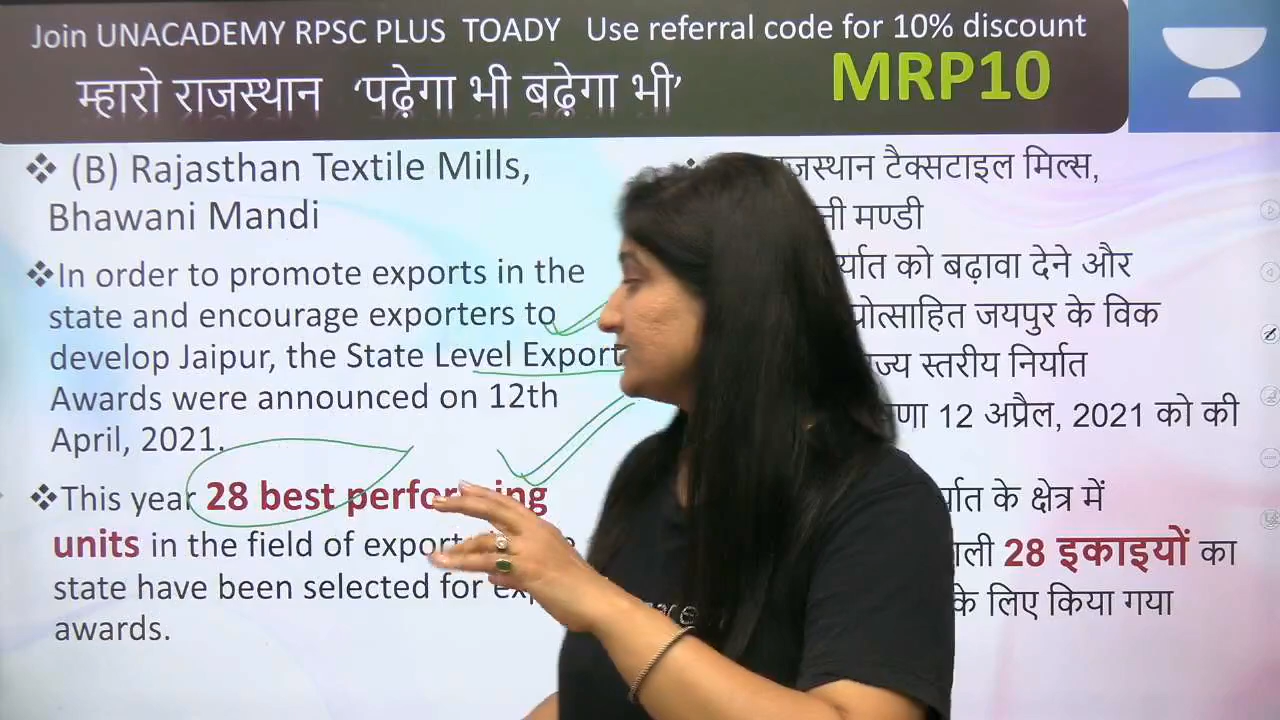 Join UNACADEMY RPSC PLUS TOADY Use referral code for 10% discount
म्हारो राजस्थान ‘पढ़ेगा भी बढ़ेगा भी’ MRP10
❖ (B) Rajasthan Textile Mills,
Bhawani Mandi
❖In order to promote exports in the
state and encourage exporters to
develop Jaipur, the State Level Export
Awards were announced on 12th
April, 2021.
❖This year 28 best performing
units in the field of export
state have been selected for
awards.
टैक्सटाइल मिल्स,
मण्डी
को बढ़ावा देने और
प्रोत्साहित जयपुर के विक
स्तरीय निर्यात
12 अप्रैल, 2021 को की
के क्षेत्र में
28 इकाइयों का
के लिए किया गया